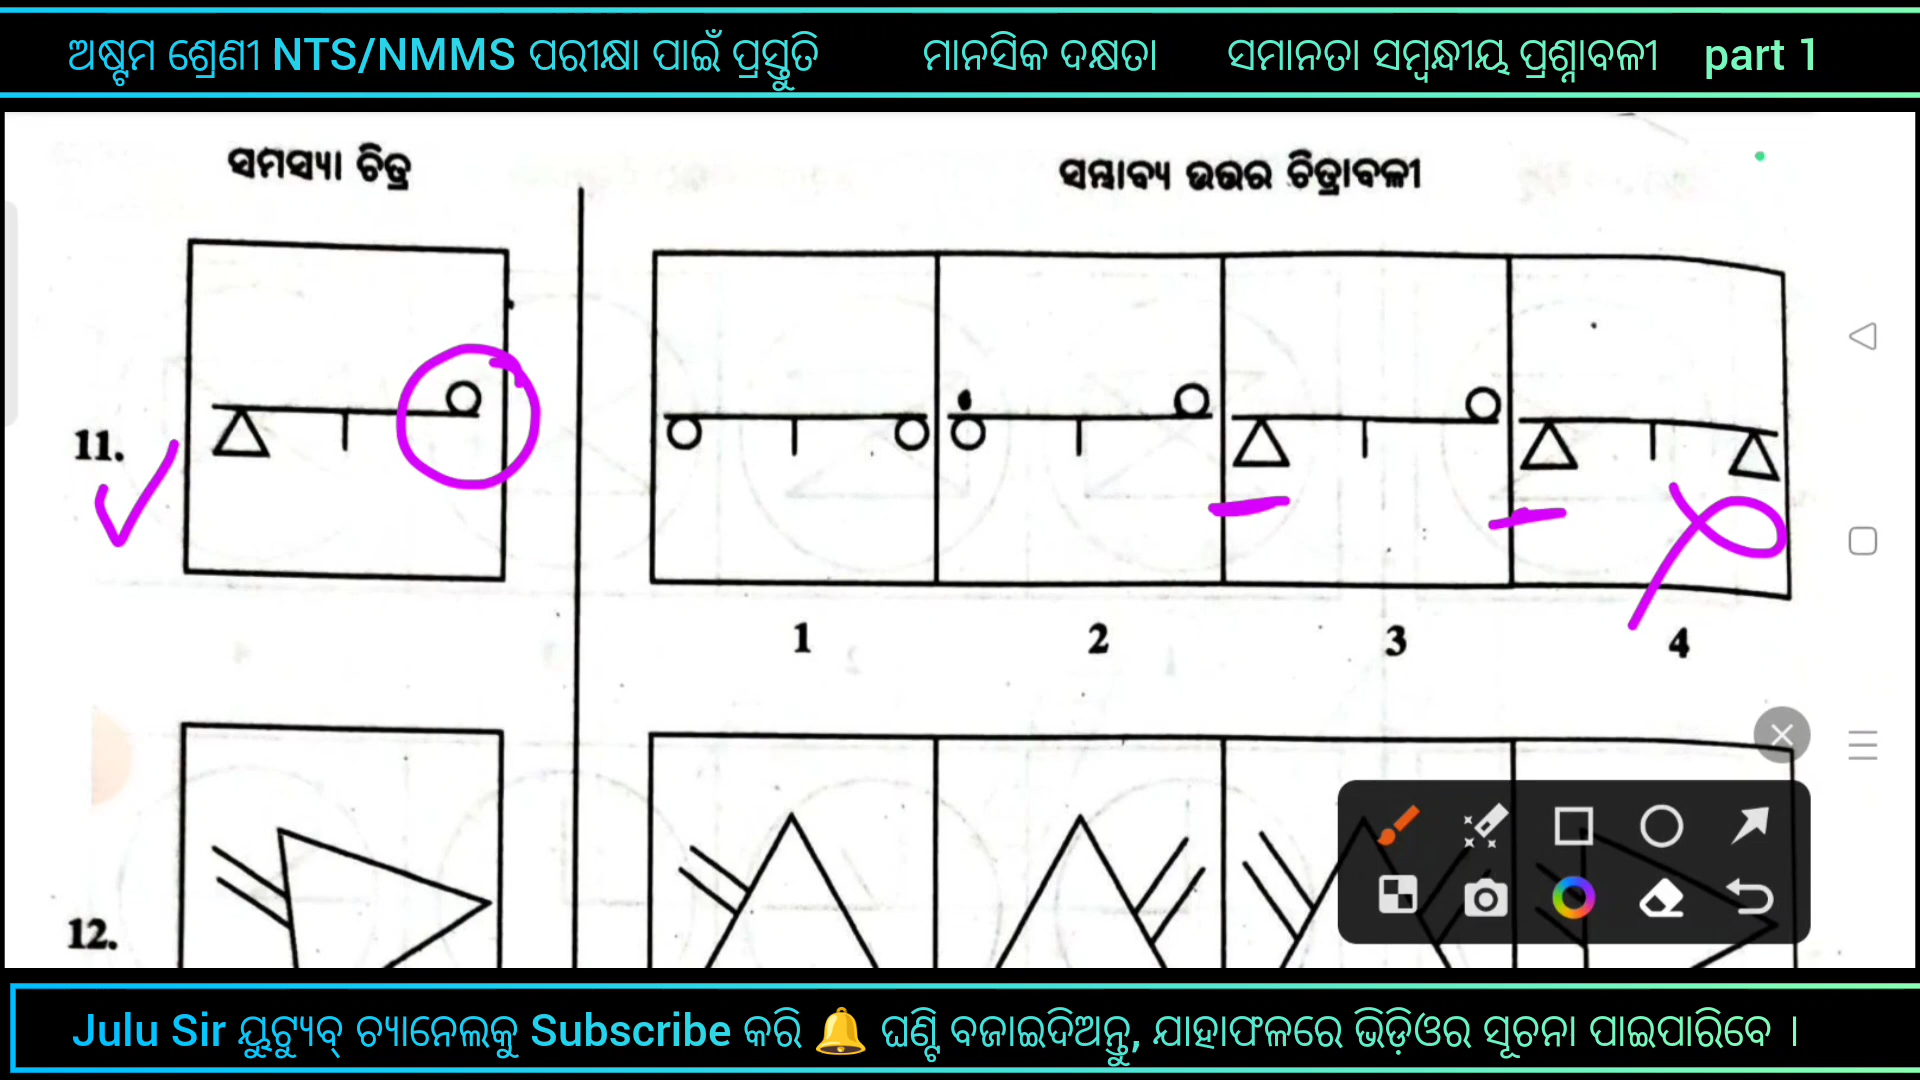 ଅଷ୍ଟମ ଶ୍ରେଣୀ NTS/NMMS ପରୀକ୍ଷା ପାଇଁ ପ୍ରସ୍ତୁତି ମାନସିକ ଦକ୍ଷତା ସମାନତା ସମ୍ବନ୍ଧୀୟ ପ୍ରଶ୍ନାବଳୀ part 1
ସମସ୍ୟା ଚିତ୍ର ସମ୍ଭାବ୍ୟ ଉତ୍ତର ଚିତ୍ରାବଳୀ
11.
1 2 3 4
12.
Julu Sir ୟୁଟ୍ୟୁବ୍ ଚ୍ୟାନେଲକୁ Subscribe କରି 🔔 ଘଣ୍ଟି ବଜାଇଦିଅନ୍ତୁ, ଯାହାଫଳରେ ଭିଡ଼ିଓର ସୂଚନା ପାଇପାରିବେ ।